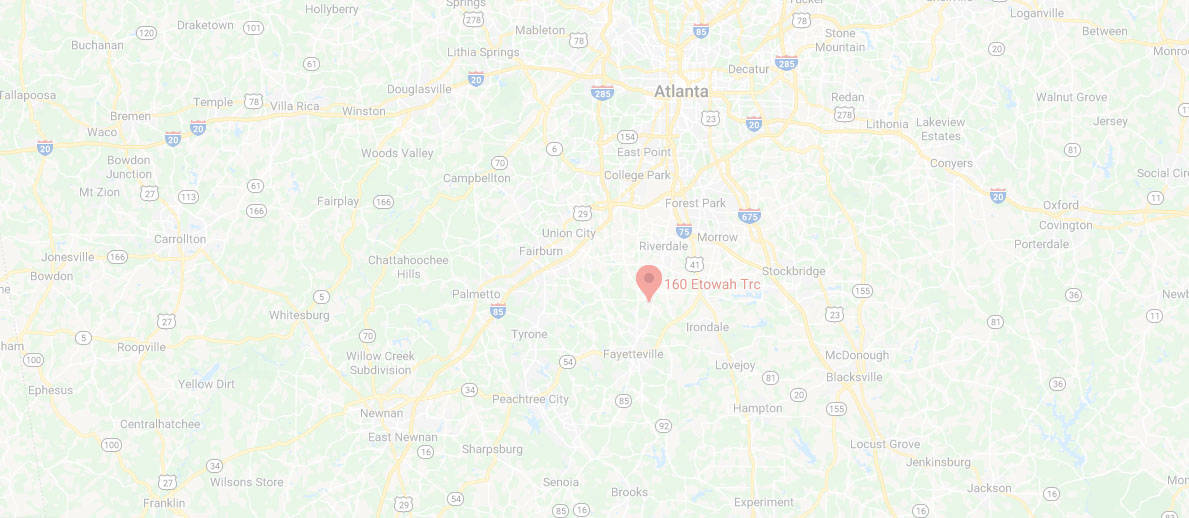 Springs
Tucker
Hollyberry
Draketown
101
278
278
Loganville
120
Mableton
78
85
Stone
Mountain
Between
Buchanan
Lithia Springs
20
Monro
61
20
285
Decatur
285
Tallapoosa
Temple
78
Villa Rica
Winston
Douglasville
Atlanta
Redan
Walnut Grove
Bremen
20
23
278
Jersey
Waco
20
154
20
Lithonia
Lakeview
Estates
20
Bowdon
Junction
Woods Valley
6
East Point
81
70
Conyers
Mt Zion
27
113
61
Campbellton
College Park
Social Circ
166
Fairplay
166
29
Forest Park
20
Oxford
11
Carrollton
Union City
75
675
Covington
Jonesville
166
Fairburn
Riverdale
Morrow
Porterdale
Bowdon
Chattahoochee
Hills
41
Stockbridge
160 Etowah Trc
5
Palmetto
85
155
36
Newb
Whitesburg
27
23
81
11
5
70
Tyrone
Irondale
ham
100
Roopville
Willow Creek
Subdivision
54
Fayetteville
McDonough
Lovejoy
Ephesus
Yellow Dirt
34
81
Blacksville
36
Peachtree City
85
20
Newnan
Hampton
155
Centralhatchee
92
100
East Newnan
16
Sharpsburg
Locust Grove
34
Jenkinsburg
27
Wilsons Store
Senoia
Jackson
Mon
Franklin
29
54
Brooks
16
85
16
Experiment
16